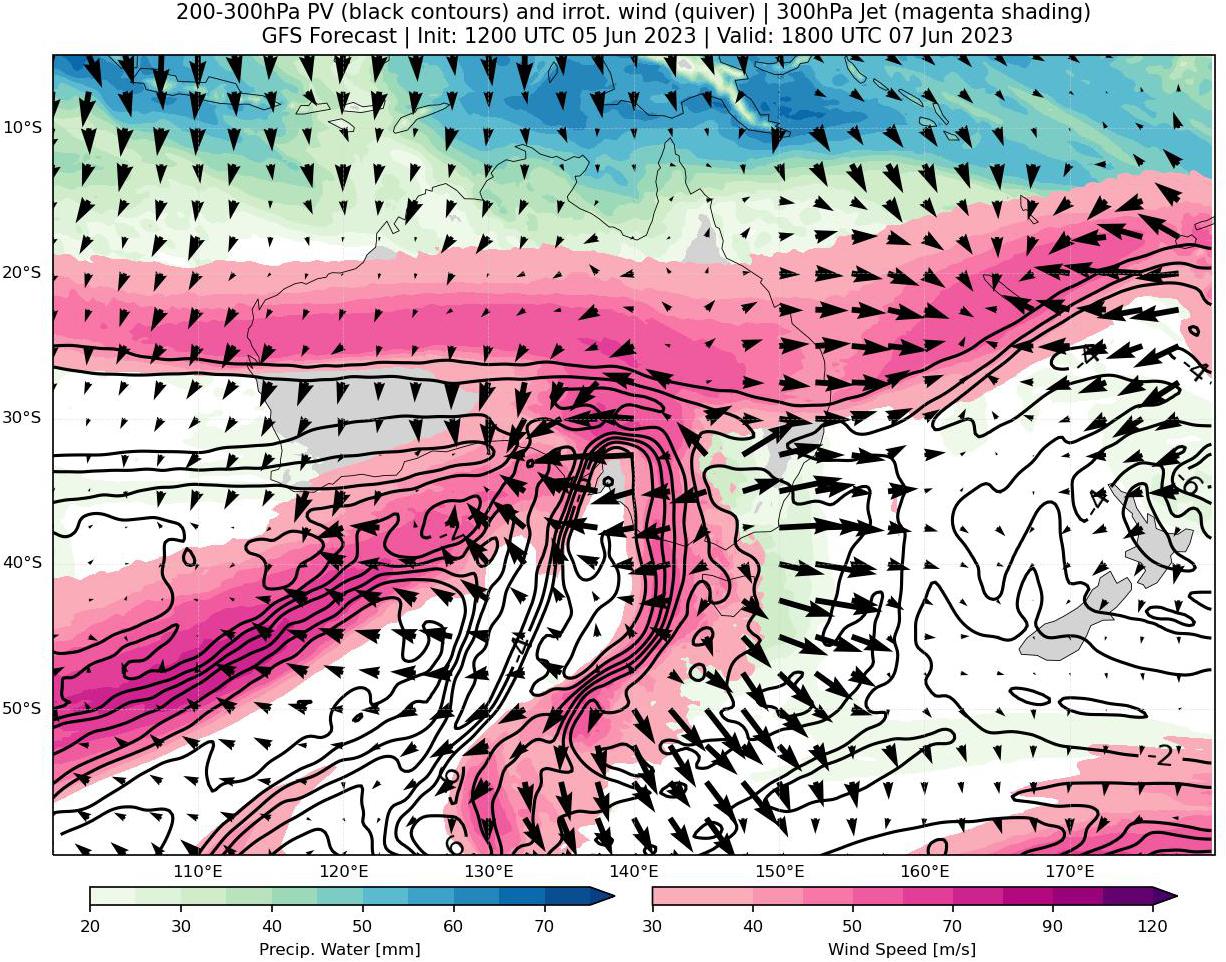 200-300hPa PV (black contours) and irrot. wind (quiver) | 300hPa Jet (magenta shading)
GFS Forecast | Init: 1200 UTC 05 Jun 2023 | Valid: 1800 UTC 07 Jun 2023
10°S
20°S
30°S
40°S
50°S
-4
-4
-4
-6
-4
-2
110°E 120°E 130°E 140°E 150°E 160°E 170°E
20 30 40 50 60 70
30 40 50 70 90 120
Precip. Water [mm]
Wind Speed [m/s]